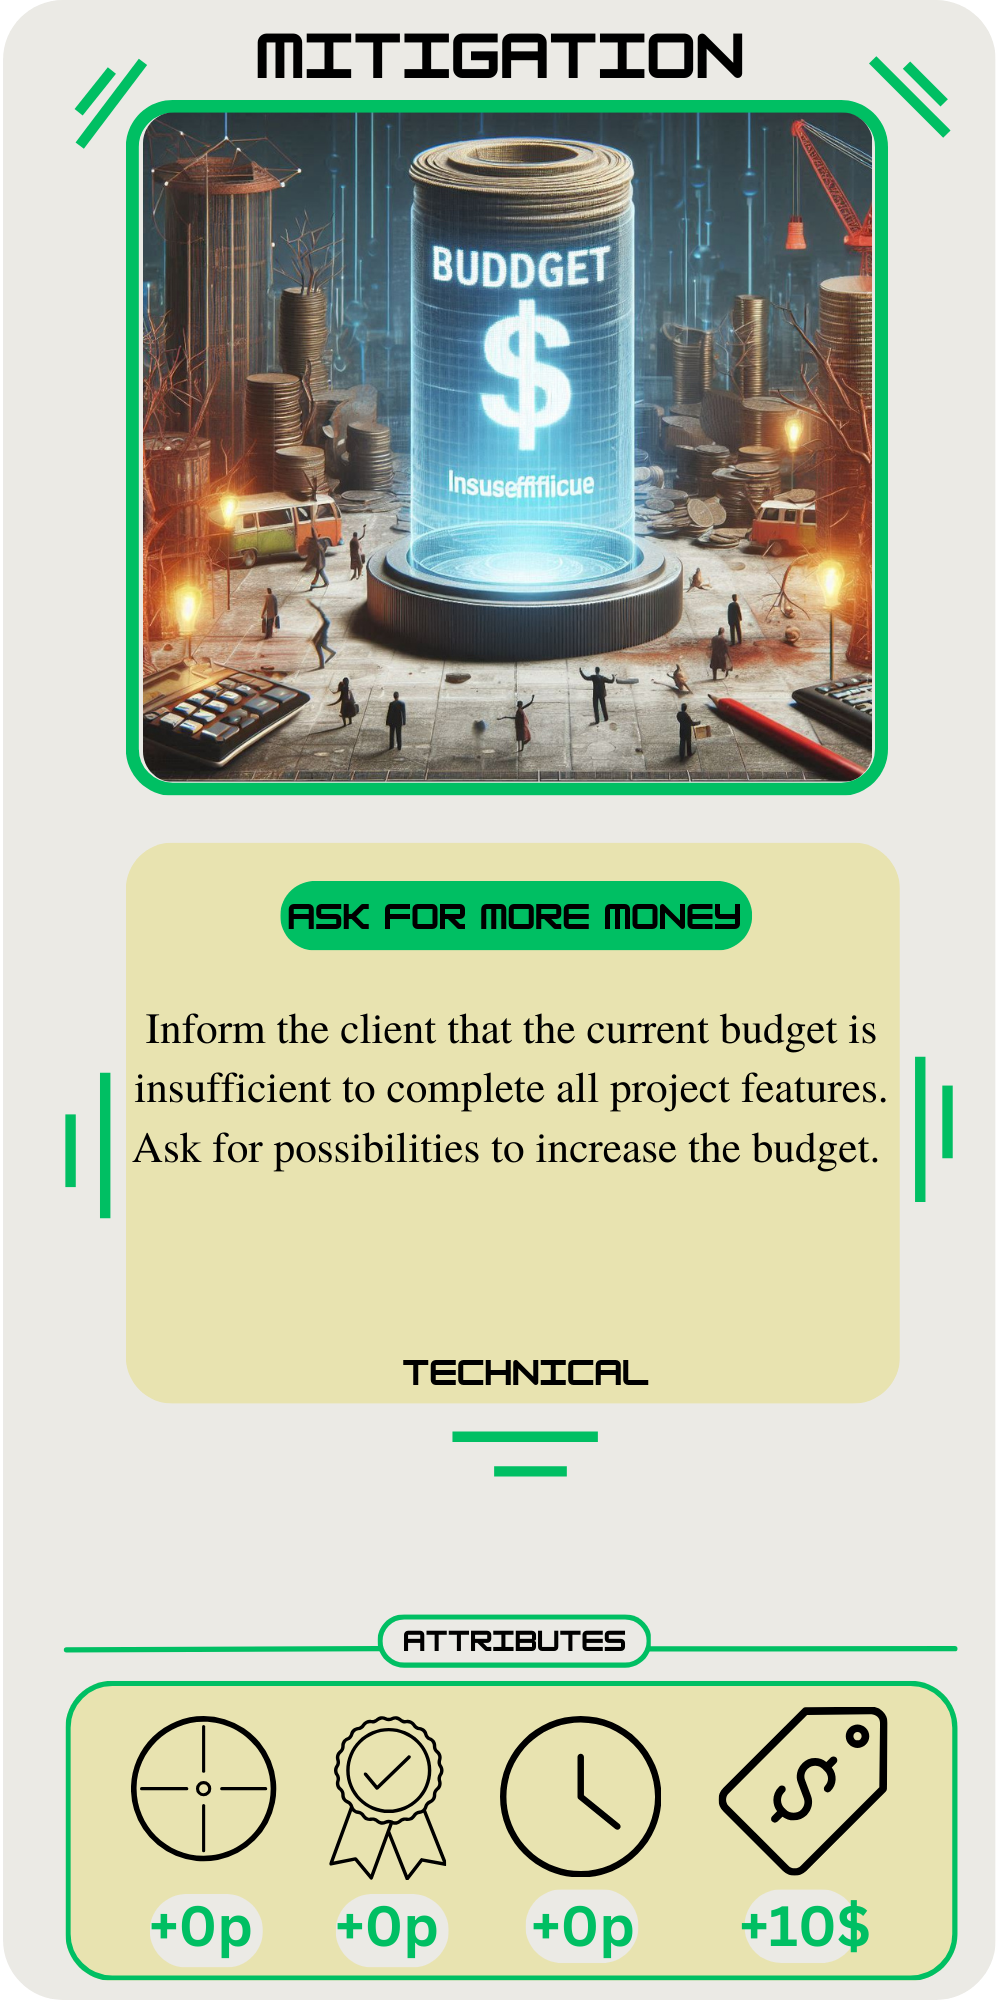 MITIGATION
BUDDGET
$
Insuseffiflicue
ASK FOR MORE MONEY
Inform the client that the current budget is
insufficient to complete all project features.
Ask for possibilities to increase the budget.
TECHNICAL
ATTRIBUTES
$
+0p +0p +0p +10$